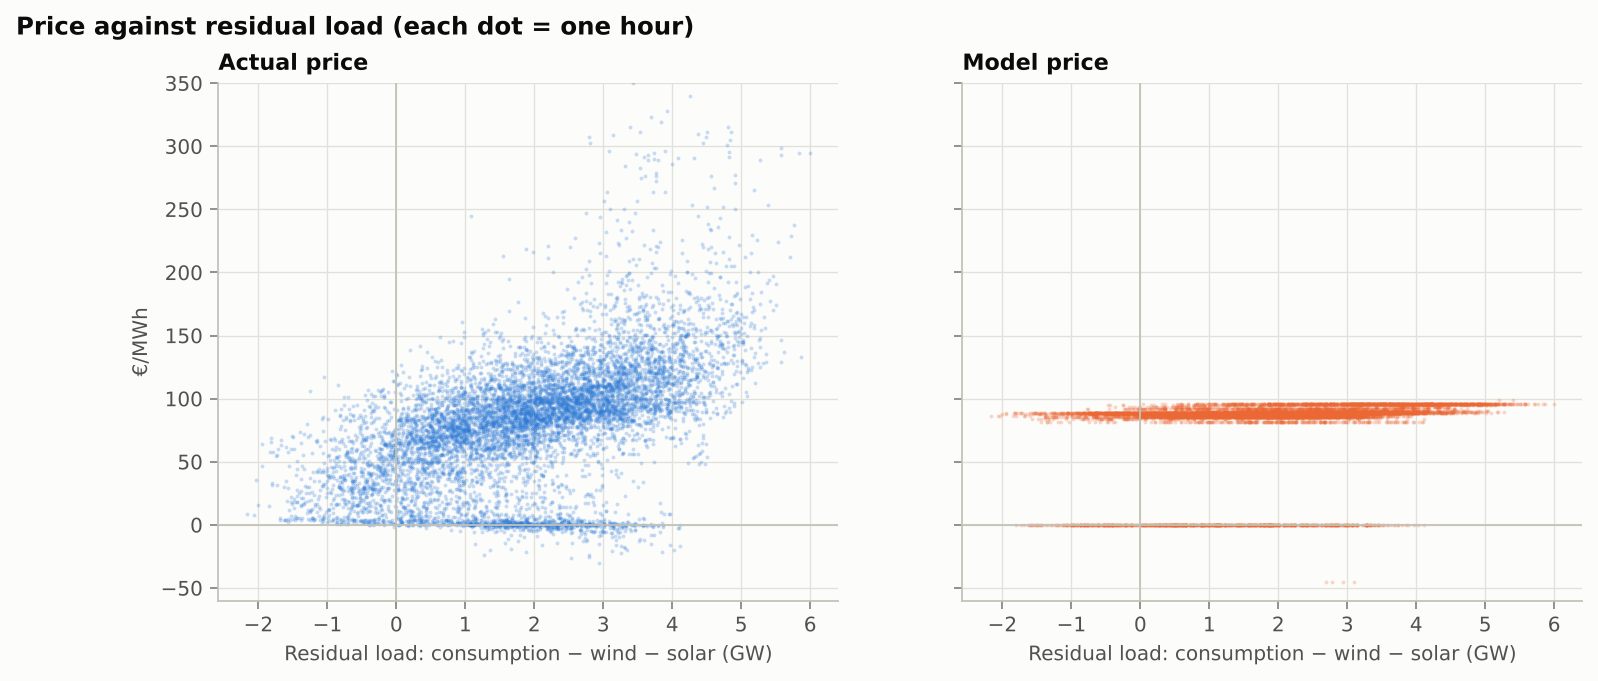 Price against residual load (each dot = one hour)
Actual price
350
300
250
200
150
100
50
0
−50
€/MWh
−2 −1 0 1 2 3 4 5 6
Residual load: consumption − wind − solar (GW)
Model price
−2 −1 0 1 2 3 4 5 6
Residual load: consumption − wind − solar (GW)